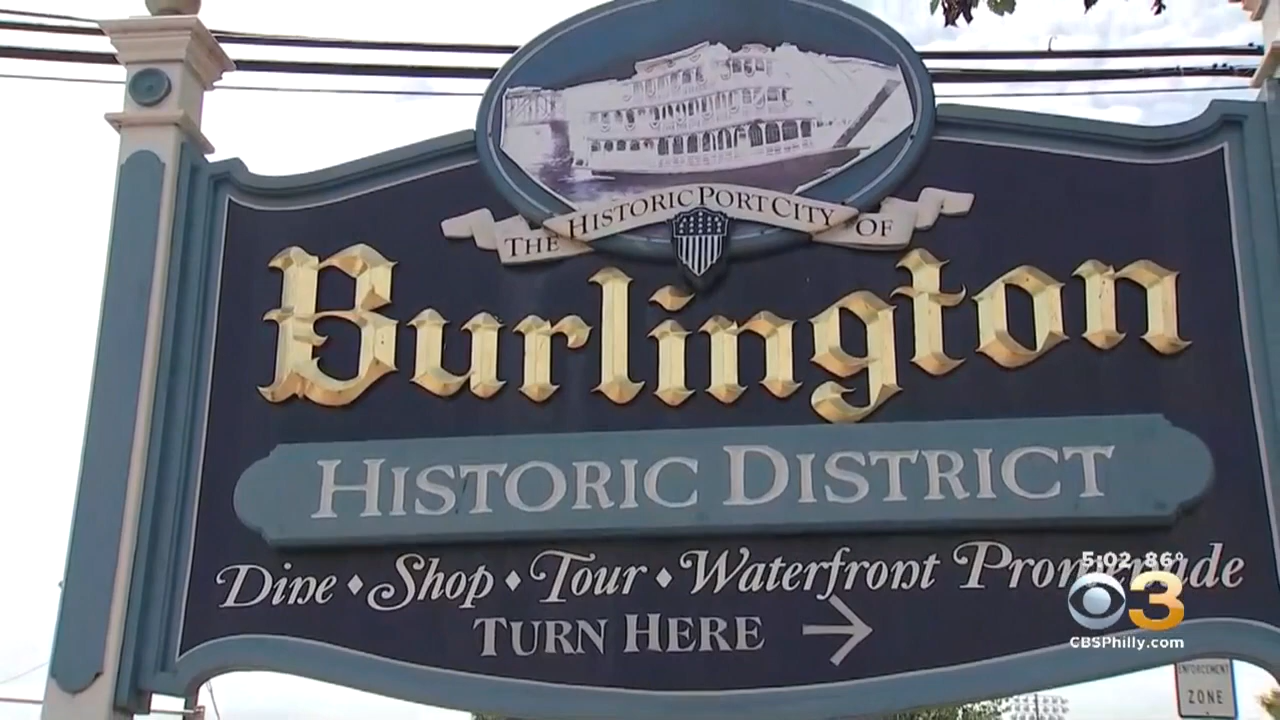 THE HISTORIC PORT CITY OF
Burlington
HISTORIC DISTRICT
Dine ♦ Shop ♦ Tour ♦ Waterfront Promenade
TURN HERE →
5:02 86°
3
CBSPhilly.com
ENFORCEMENT
ZONE